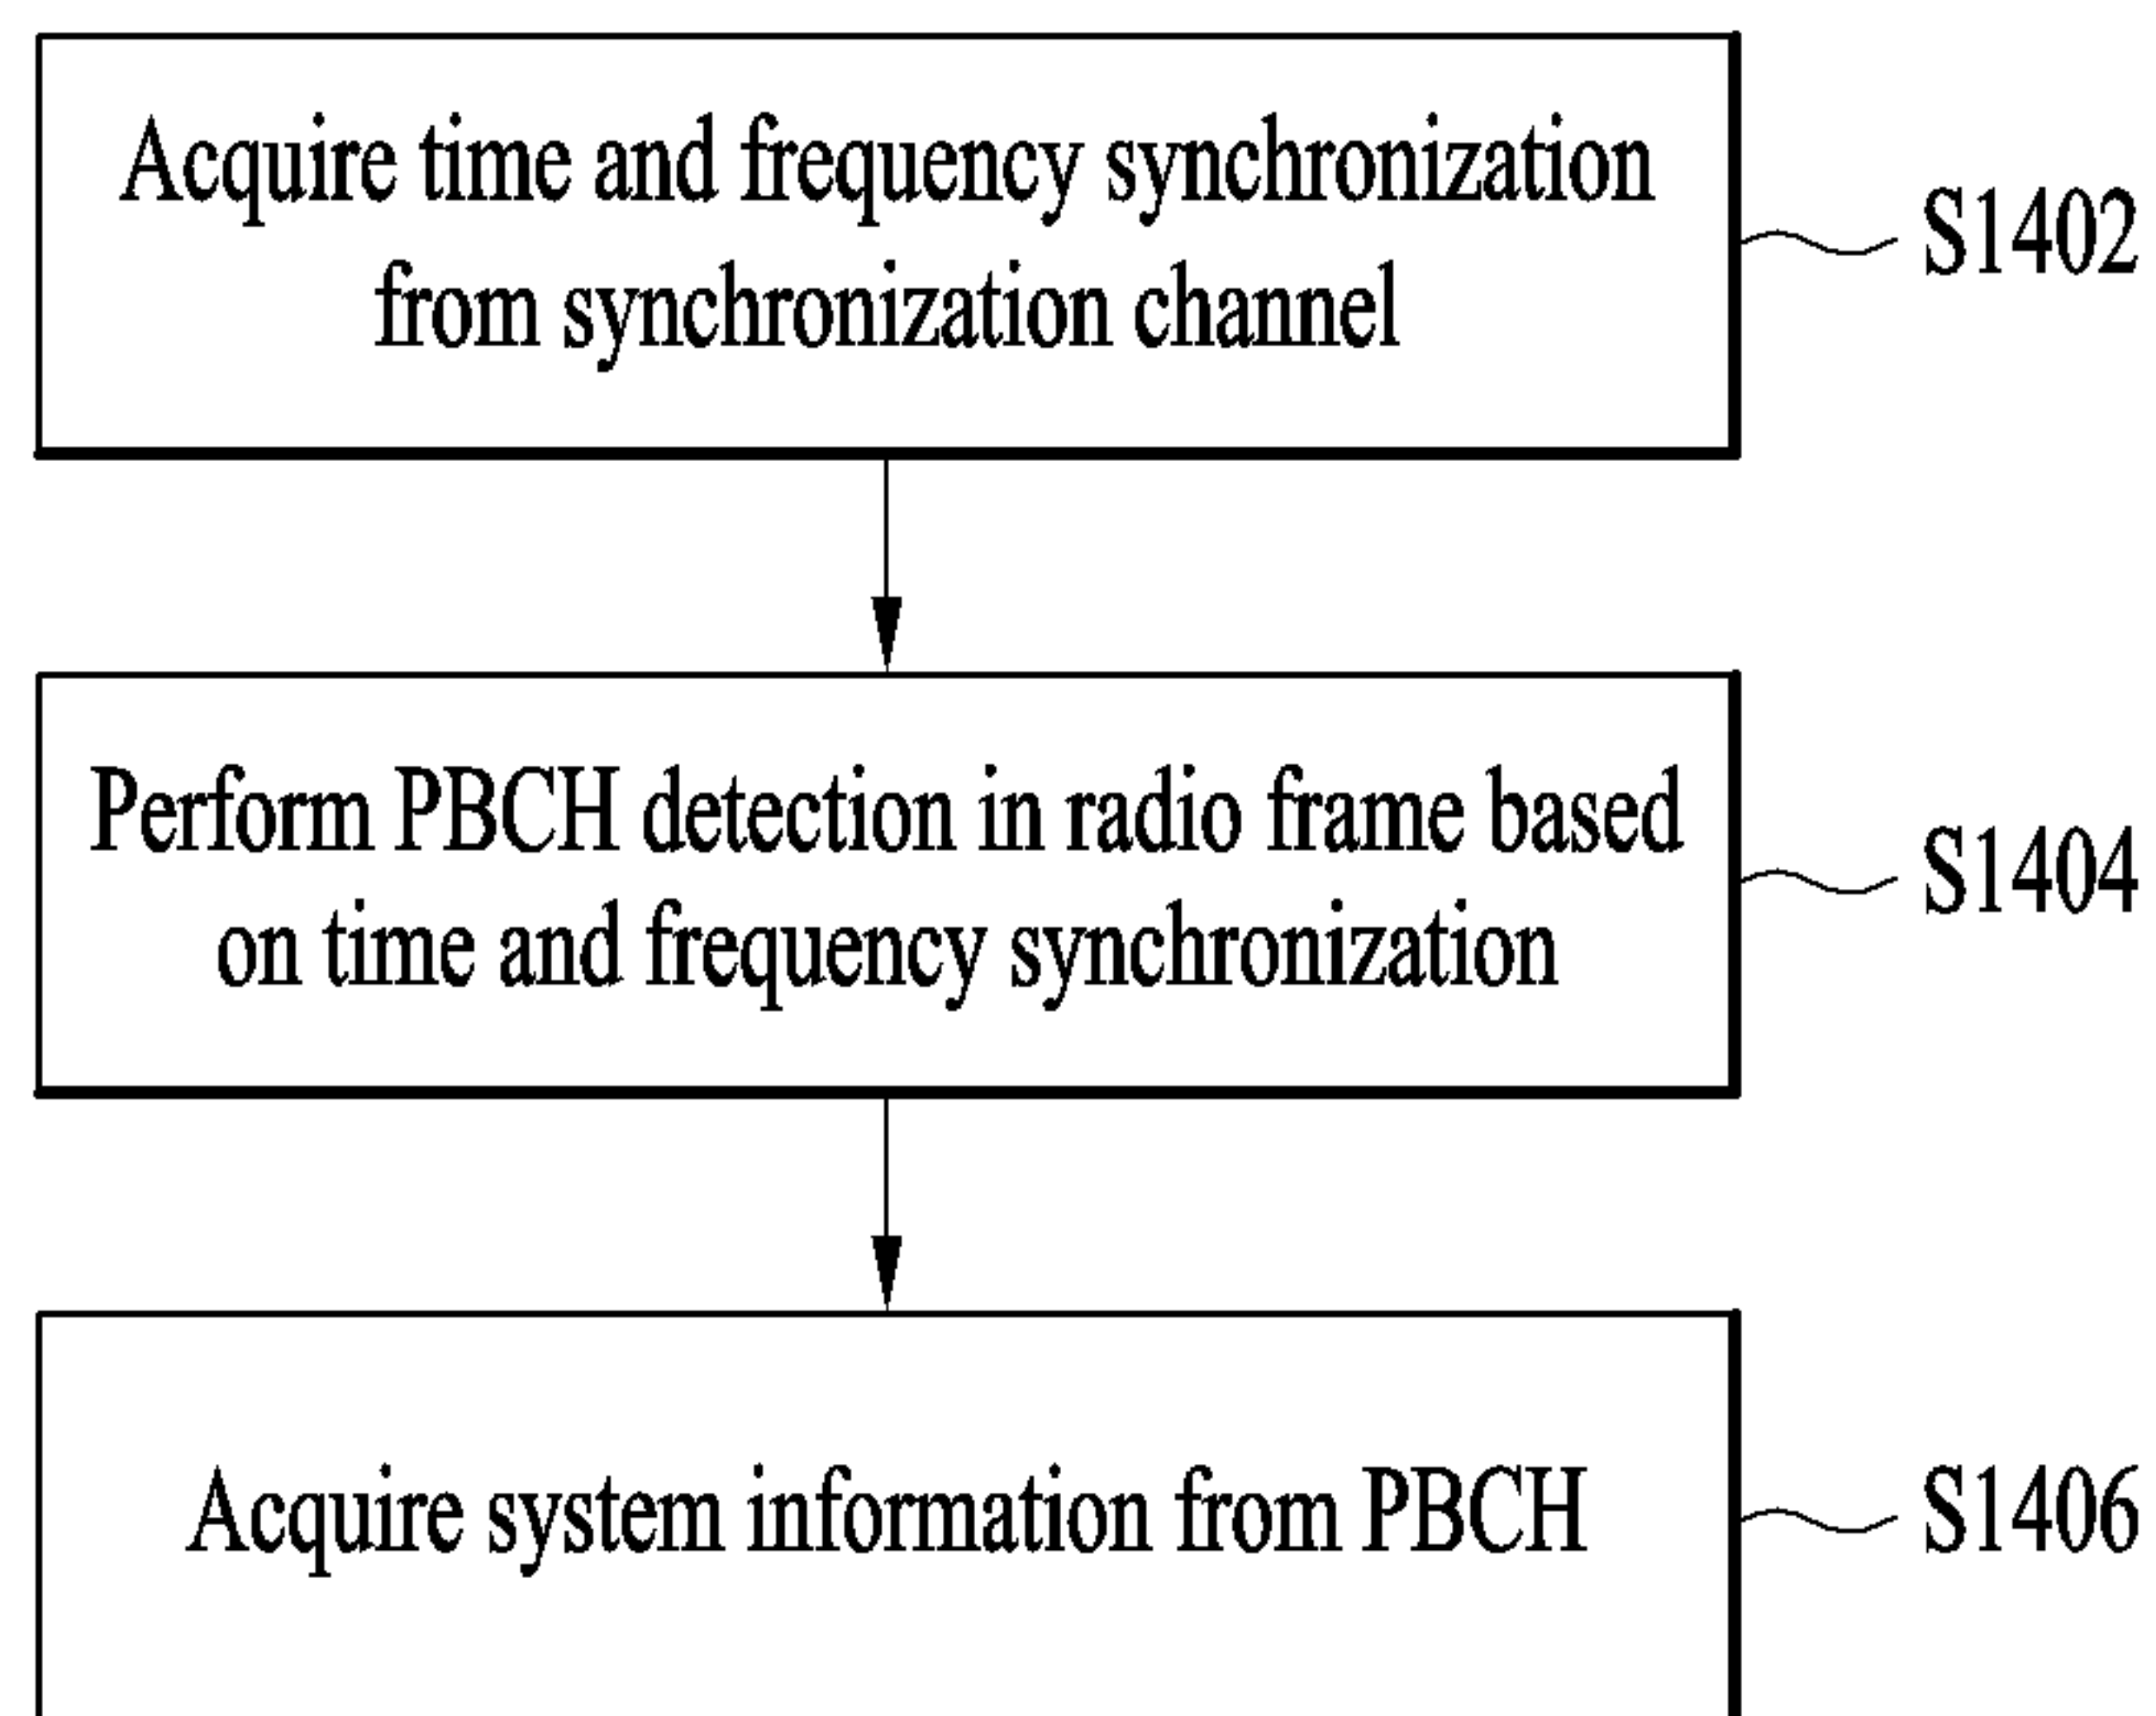 Acquire time and frequency synchronization
from synchronization channel
S1402
Perform PBCH detection in radio frame based
on time and frequency synchronization
S1404
Acquire system information from PBCH
S1406